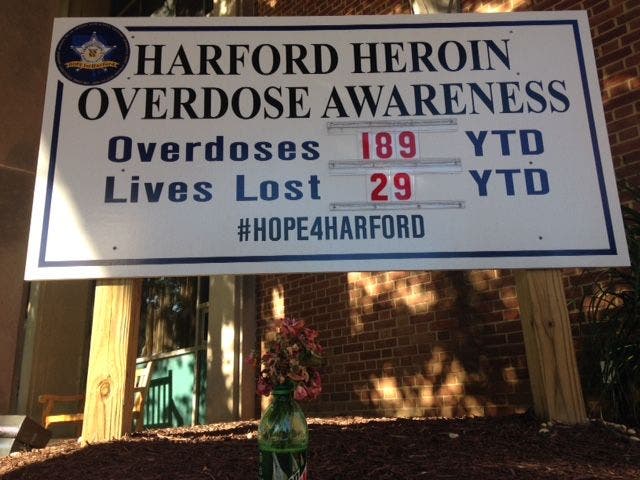 HARFORD HEROIN
OVERDOSE AWARENESS
Overdoses 189 YTD
Lives Lost 29 YTD
#HOPE4HARFORD